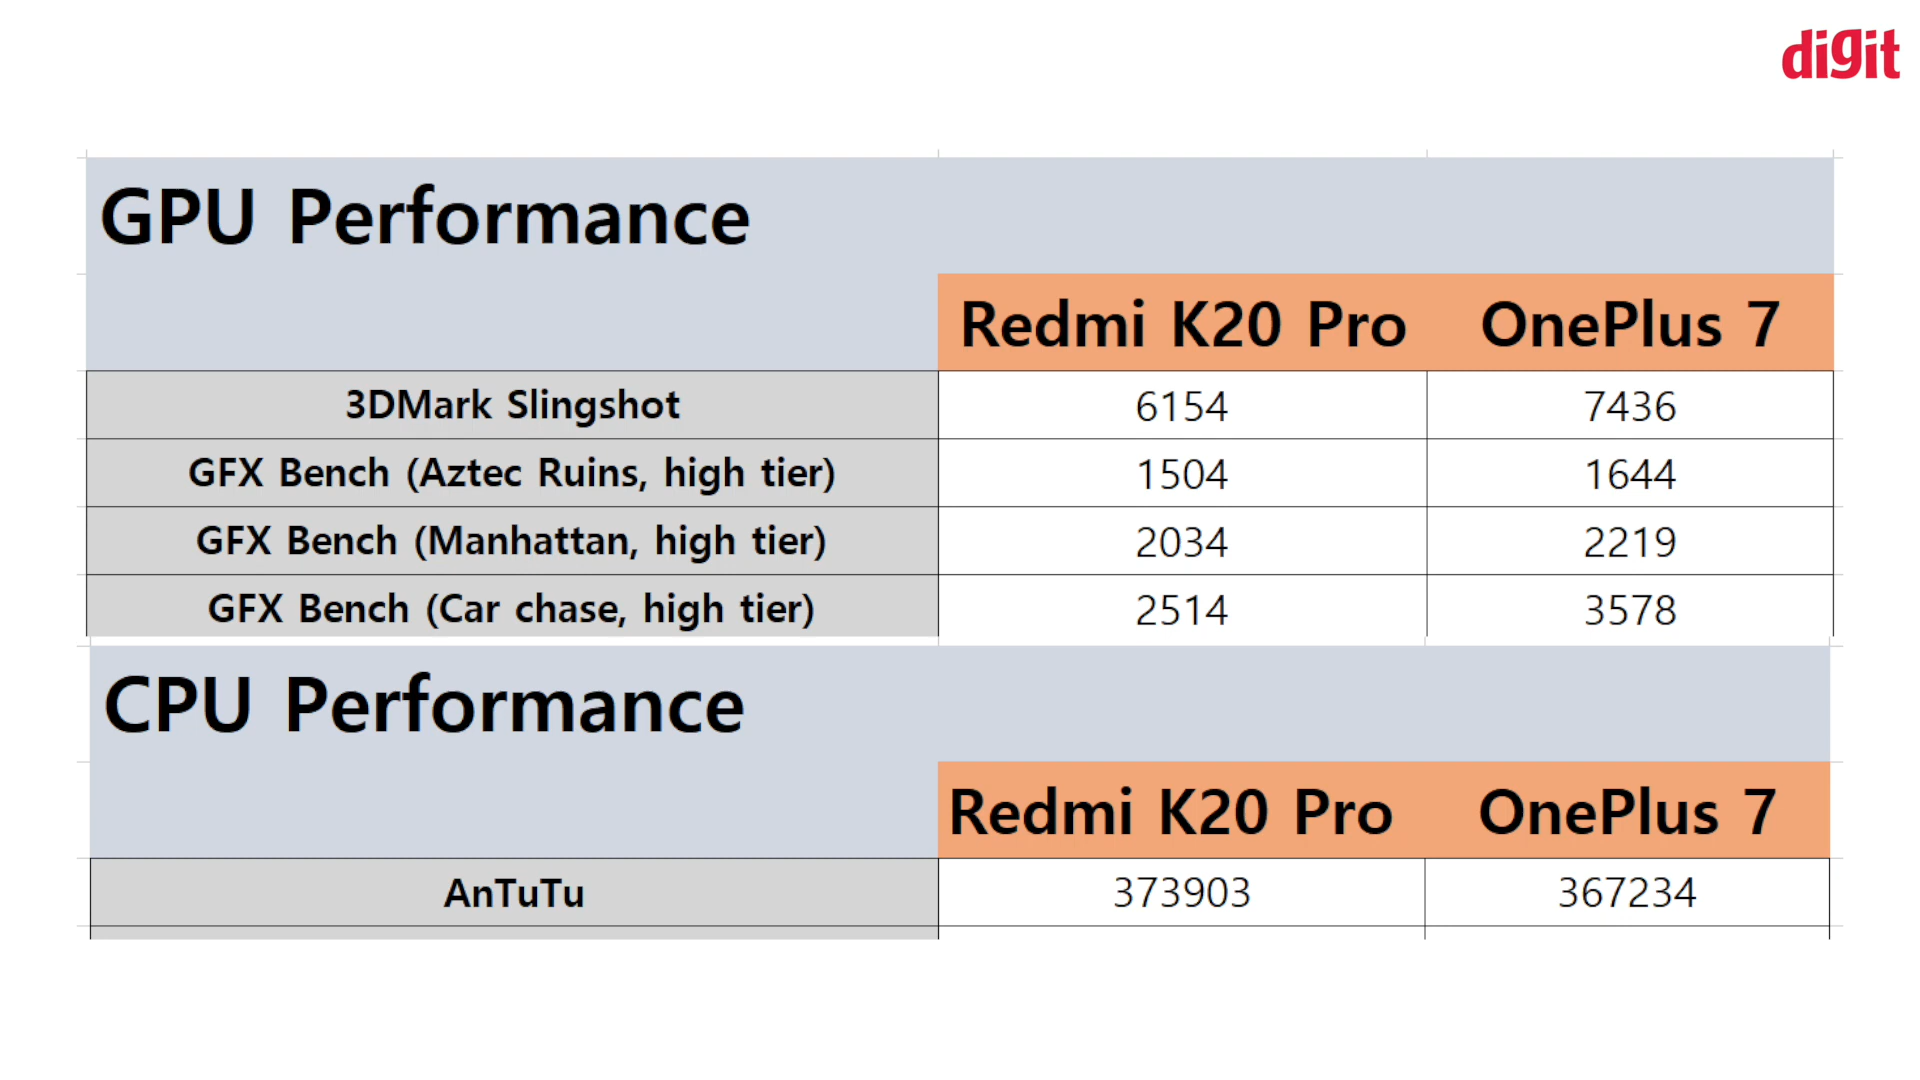 digit
GPU Performance
Redmi K20 Pro OnePlus 7
3DMark Slingshot 6154 7436
GFX Bench (Aztec Ruins, high tier) 1504 1644
GFX Bench (Manhattan, high tier) 2034 2219
GFX Bench (Car chase, high tier) 2514 3578
CPU Performance
Redmi K20 Pro OnePlus 7
AnTuTu 373903 367234